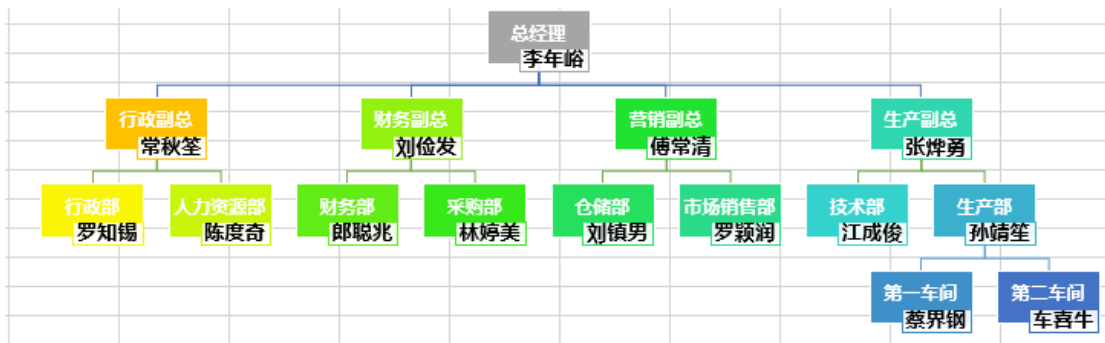 总经理
李年峪
行政副总
常秋筌
财务副总
刘俭发
营销副总
傅常清
生产副总
张烨勇
行政部
罗知锡
人力资源部
陈度奇
财务部
郎聪兆
采购部
林婷美
仓储部
刘镇男
市场销售部
罗颖润
技术部
江成俊
生产部
孙靖笙
第一车间
蔡界钢
第二车间
车喜牛